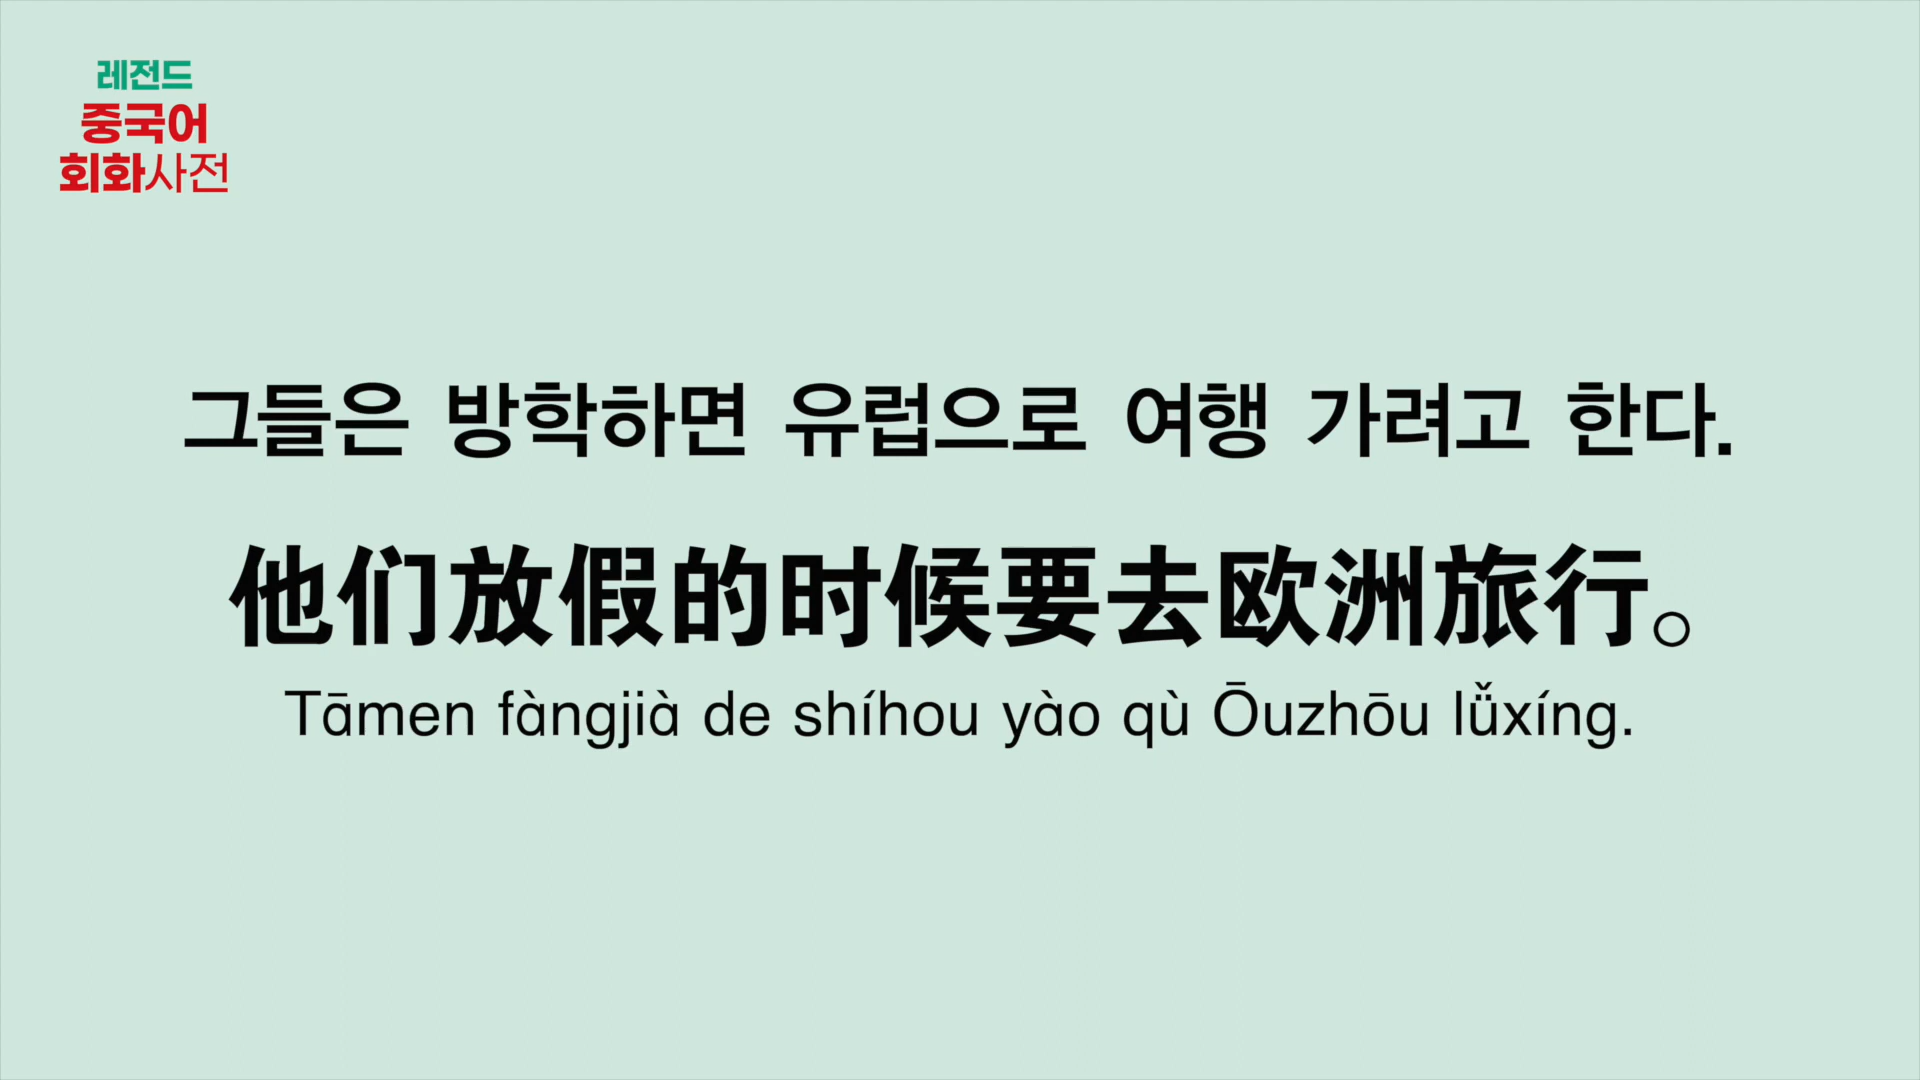 레전드
중국어
회화사전
그들은 방학하면 유럽으로 여행 가려고 한다.
他们放假的时候要去欧洲旅行。
Tāmen fàngjià de shíhou yào qù Ōuzhōu lǚxíng.